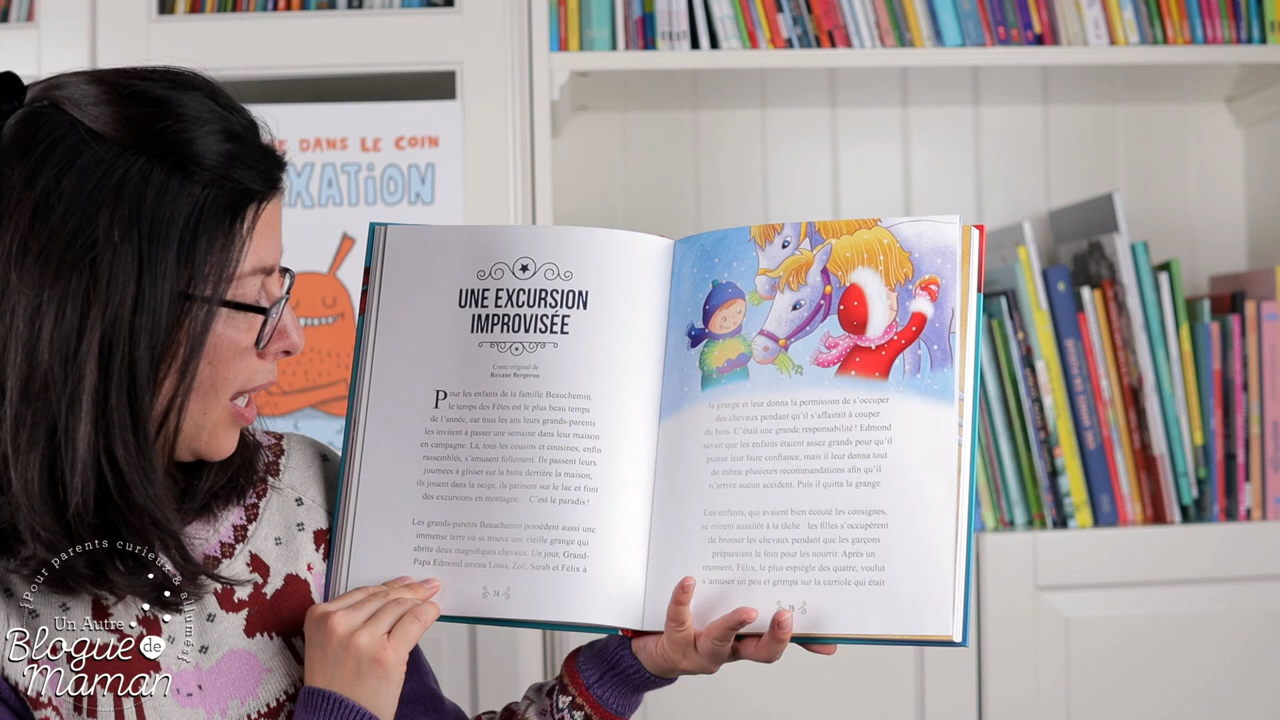 DANS LE COIN
XATiON
UNE EXCURSION
IMPROVISÉE
Conte original de
Roxane Bergeron
Pour les enfants de la famille Beauchemin,
le temps des Fêtes est le plus beau temps
de l'année, car tous les ans leurs grands-parents
les invitent à passer une semaine dans leur maison
en campagne. Là, tous les cousins et cousines, enfin
rassemblés, s'amusent follement. Ils passent leurs
journées à glisser sur la butte derrière la maison,
ils jouent dans la neige, ils patinent sur le lac et font
des excursions en montagne... C'est le paradis !
Les grands-parents Beauchemin possèdent aussi une
immense terre où se trouve une vieille grange qui
abrite deux magnifiques chevaux. Un jour, Grand-
Papa Edmond amena Louis, Zoé, Sarah et Félix à
74
la grange et leur donna la permission de s'occuper
des chevaux pendant qu'il s'affairait à couper
du bois. C'était une grande responsabilité ! Edmond
savait que les enfants étaient assez grands pour qu'il
puisse leur faire confiance, mais il leur donna tout
de même plusieurs recommandations afin qu'il
n'arrive aucun accident. Puis il quitta la grange.
Les enfants, qui avaient bien écouté les consignes,
se mirent aussitôt à la tâche : les filles s'occupèrent
de brosser les chevaux pendant que les garçons
préparaient le foin pour les nourrir. Après un
moment, Félix, le plus espiègle des quatre, voulut
s'amuser un peu et grimpa sur la carriole qui était
75
{Pour parents curieux & allumés}
Un Autre
Blogue de
Maman